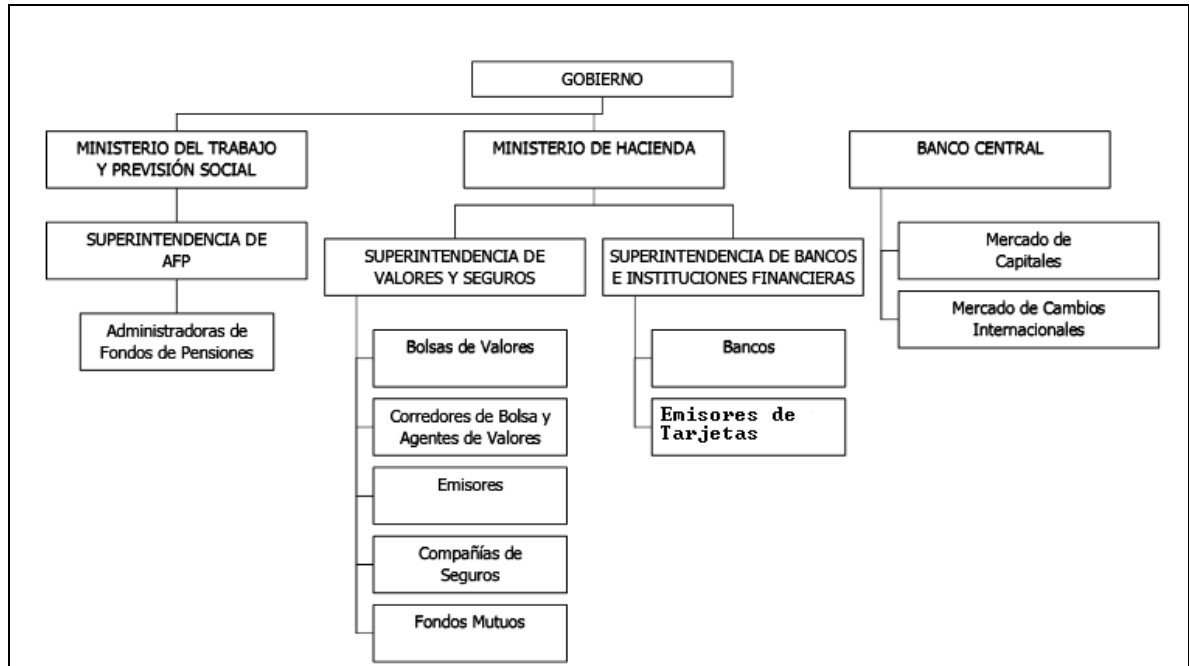 GOBIERNO
MINISTERIO DEL TRABAJO
Y PREVISIÓN SOCIAL
MINISTERIO DE HACIENDA
BANCO CENTRAL
SUPERINTENDENCIA DE
AFP
SUPERINTENDENCIA DE
VALORES Y SEGUROS
SUPERINTENDENCIA DE BANCOS
E INSTITUCIONES FINANCIERAS
Mercado de
Capitales
Administradoras de
Fondos de Pensiones
Mercado de Cambios
Internacionales
Bolsas de Valores
Bancos
Corredores de Bolsa y
Agentes de Valores
Emisores de
Tarjetas
Emisores
Compañías de
Seguros
Fondos Mutuos